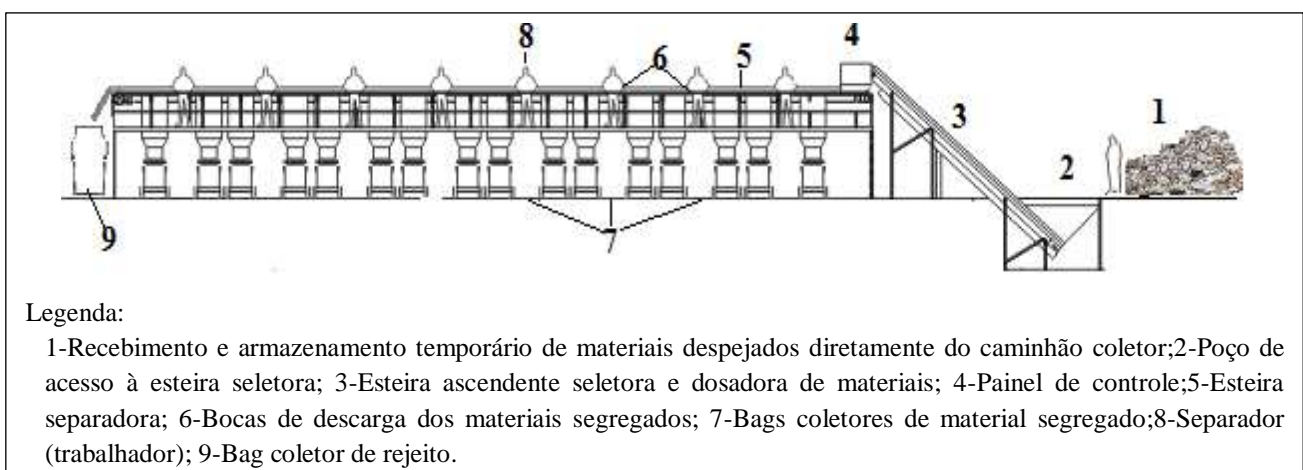 8
6
5
4
3
1
2
7
9
Legenda:
1-Recebimento e armazenamento temporário de materiais despejados diretamente do caminhão coletor;2-Poço de
acesso à esteira seletora; 3-Esteira ascendente seletora e dosadora de materiais; 4-Painel de controle;5-Esteira
separadora; 6-Bocas de descarga dos materiais segregados; 7-Bags coletores de material segregado;8-Separador
(trabalhador); 9-Bag coletor de rejeito.